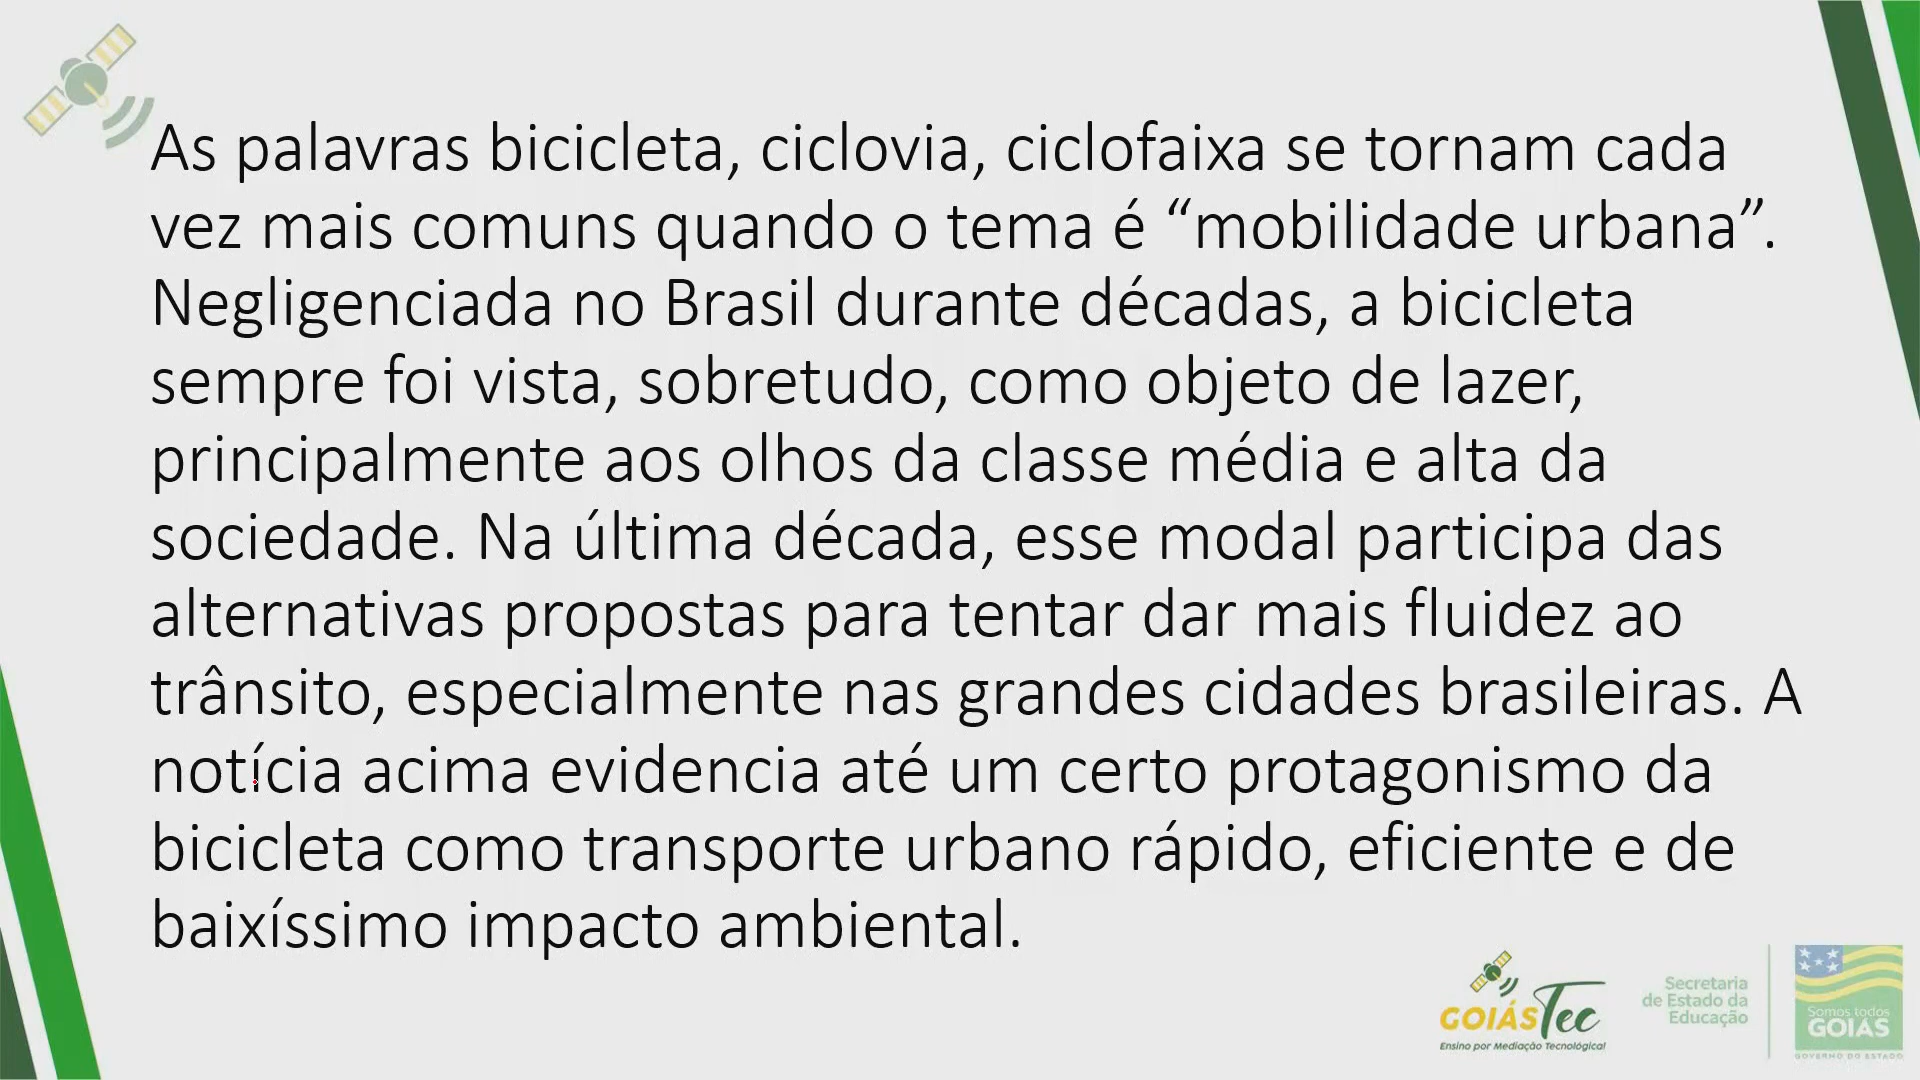 As palavras bicicleta, ciclovia, ciclofaixa se tornam cada
vez mais comuns quando o tema é “mobilidade urbana”.
Negligenciada no Brasil durante décadas, a bicicleta
sempre foi vista, sobretudo, como objeto de lazer,
principalmente aos olhos da classe média e alta da
sociedade. Na última década, esse modal participa das
alternativas propostas para tentar dar mais fluidez ao
trânsito, especialmente nas grandes cidades brasileiras. A
notícia acima evidencia até um certo protagonismo da
bicicleta como transporte urbano rápido, eficiente e de
baixíssimo impacto ambiental.
GOIÁSTec
Ensino por Mediação Tecnológica!
Secretaria
de Estado da
Educação
Somos todos
GOIÁS
GOVERNO DO ESTADO